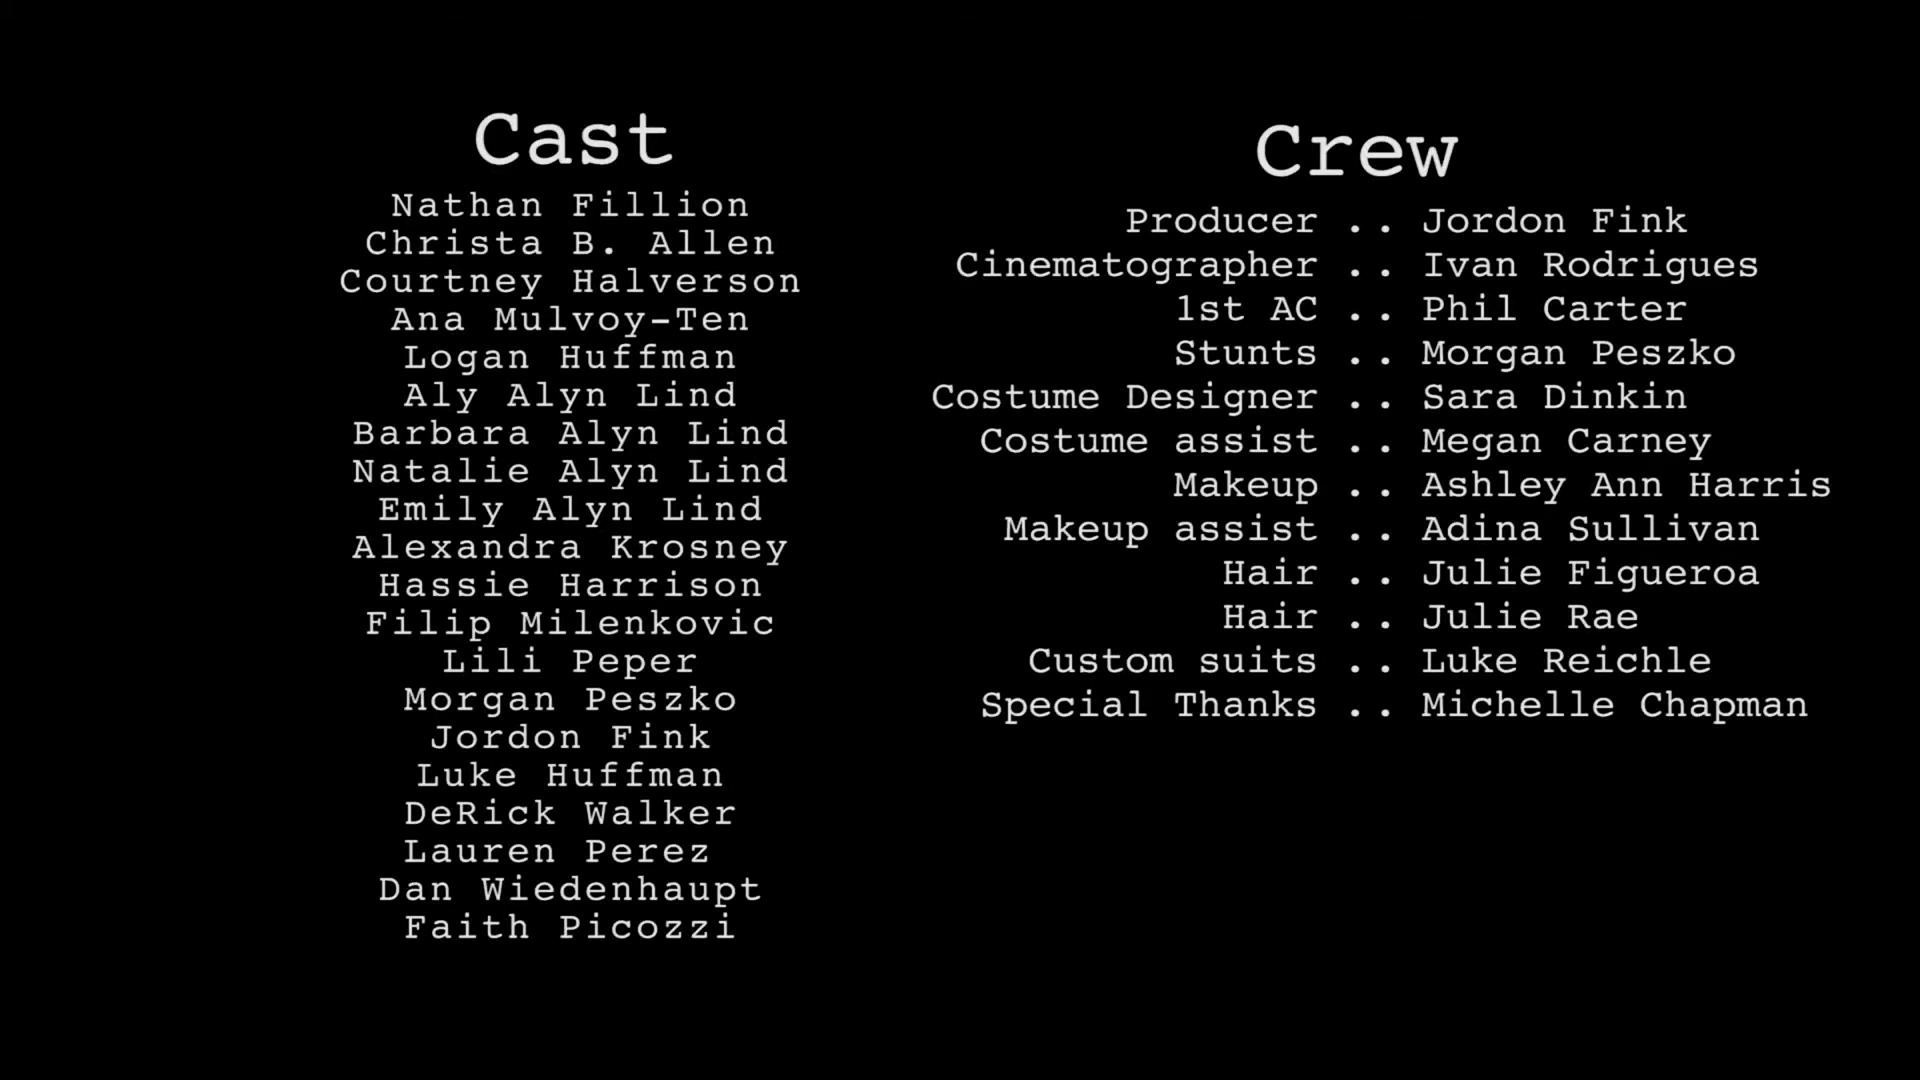 Cast
Nathan Fillion
Christa B. Allen
Courtney Halverson
Ana Mulvoy-Ten
Logan Huffman
Aly Alyn Lind
Barbara Alyn Lind
Natalie Alyn Lind
Emily Alyn Lind
Alexandra Krosney
Hassie Harrison
Filip Milenkovic
Lili Peper
Morgan Peszko
Jordon Fink
Luke Huffman
DeRick Walker
Lauren Perez
Dan Wiedenhaupt
Faith Picozzi
Crew
Producer .. Jordon Fink
Cinematographer .. Ivan Rodrigues
1st AC .. Phil Carter
Stunts .. Morgan Peszko
Costume Designer .. Sara Dinkin
Costume assist .. Megan Carney
Makeup .. Ashley Ann Harris
Makeup assist .. Adina Sullivan
Hair .. Julie Figueroa
Hair .. Julie Rae
Custom suits .. Luke Reichle
Special Thanks .. Michelle Chapman